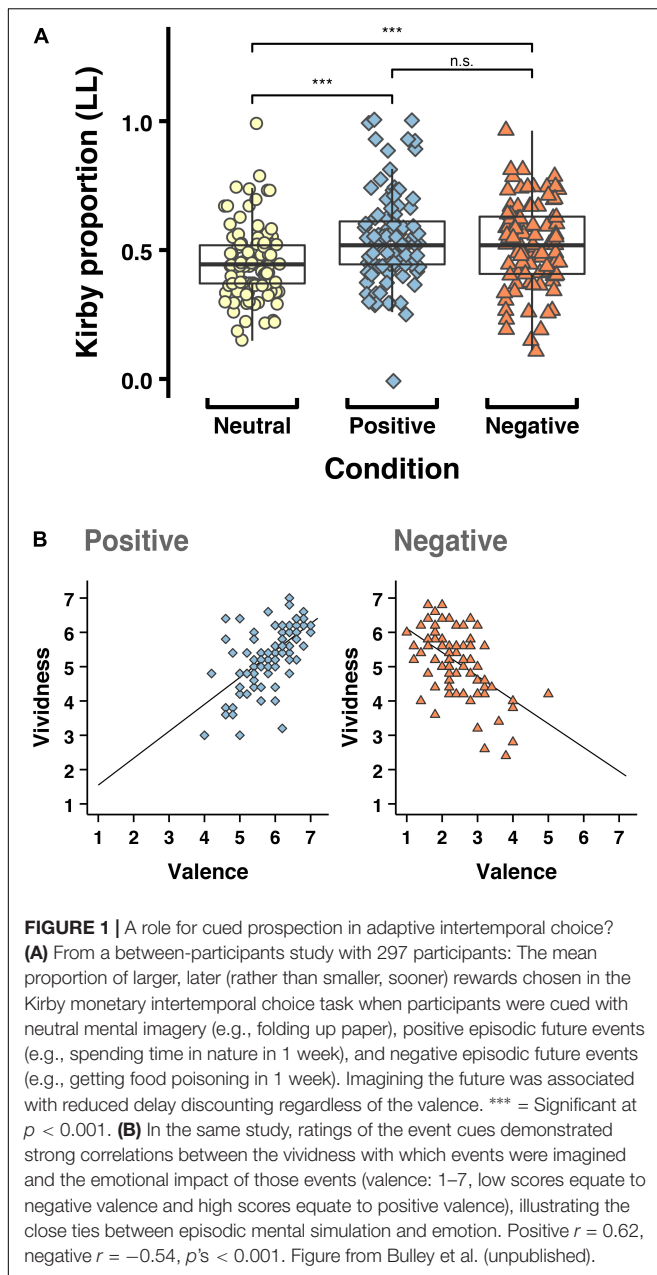 A
***
n.s.
***
Kirby proportion (LL)
1.0
0.5
0.0
Neutral Positive Negative
Condition
B Positive Negative
Vividness
7
6
5
4
3
2
1
1 2 3 4 5 6 7
Valence
Vividness
7
6
5
4
3
2
1
1 2 3 4 5 6 7
Valence
FIGURE 1 | A role for cued prospection in adaptive intertemporal choice?
(A) From a between-participants study with 297 participants: The mean
proportion of larger, later (rather than smaller, sooner) rewards chosen in the
Kirby monetary intertemporal choice task when participants were cued with
neutral mental imagery (e.g., folding up paper), positive episodic future events
(e.g., spending time in nature in 1 week), and negative episodic future events
(e.g., getting food poisoning in 1 week). Imagining the future was associated
with reduced delay discounting regardless of the valence. *** = Significant at
p < 0.001. (B) In the same study, ratings of the event cues demonstrated
strong correlations between the vividness with which events were imagined
and the emotional impact of those events (valence: 1–7, low scores equate to
negative valence and high scores equate to positive valence), illustrating the
close ties between episodic mental simulation and emotion. Positive r = 0.62,
negative r = −0.54, p's < 0.001. Figure from Bulley et al. (unpublished).